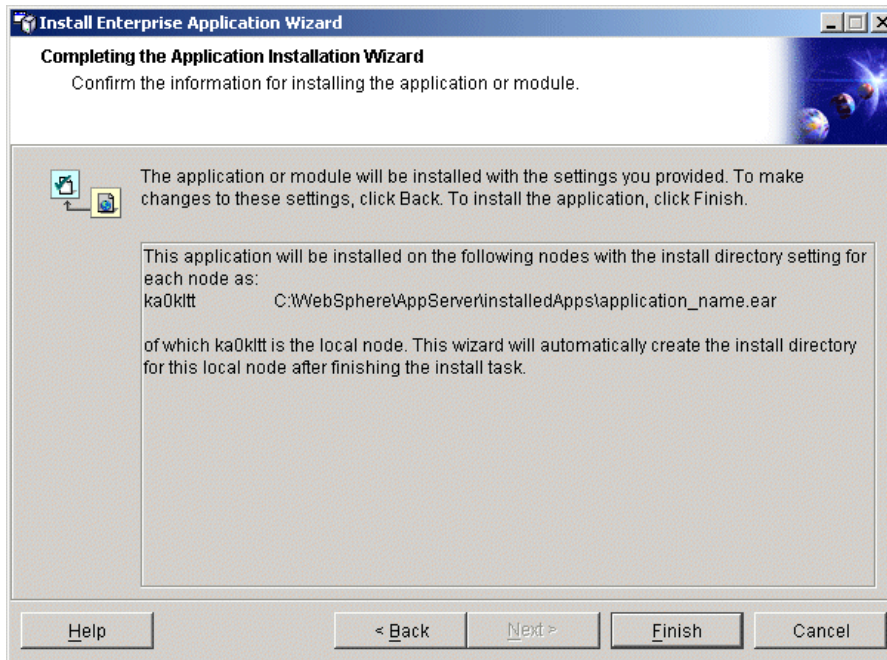 Install Enterprise Application Wizard
Completing the Application Installation Wizard
Confirm the information for installing the application or module.
The application or module will be installed with the settings you provided. To make
changes to these settings, click Back. To install the application, click Finish.
This application will be installed on the following nodes with the install directory setting for
each node as:
ka0kltt C:\WebSphere\AppServer\installedApps\application_name.ear
of which ka0kltt is the local node. This wizard will automatically create the install directory
for this local node after finishing the install task.
Help < Back Next > Finish Cancel